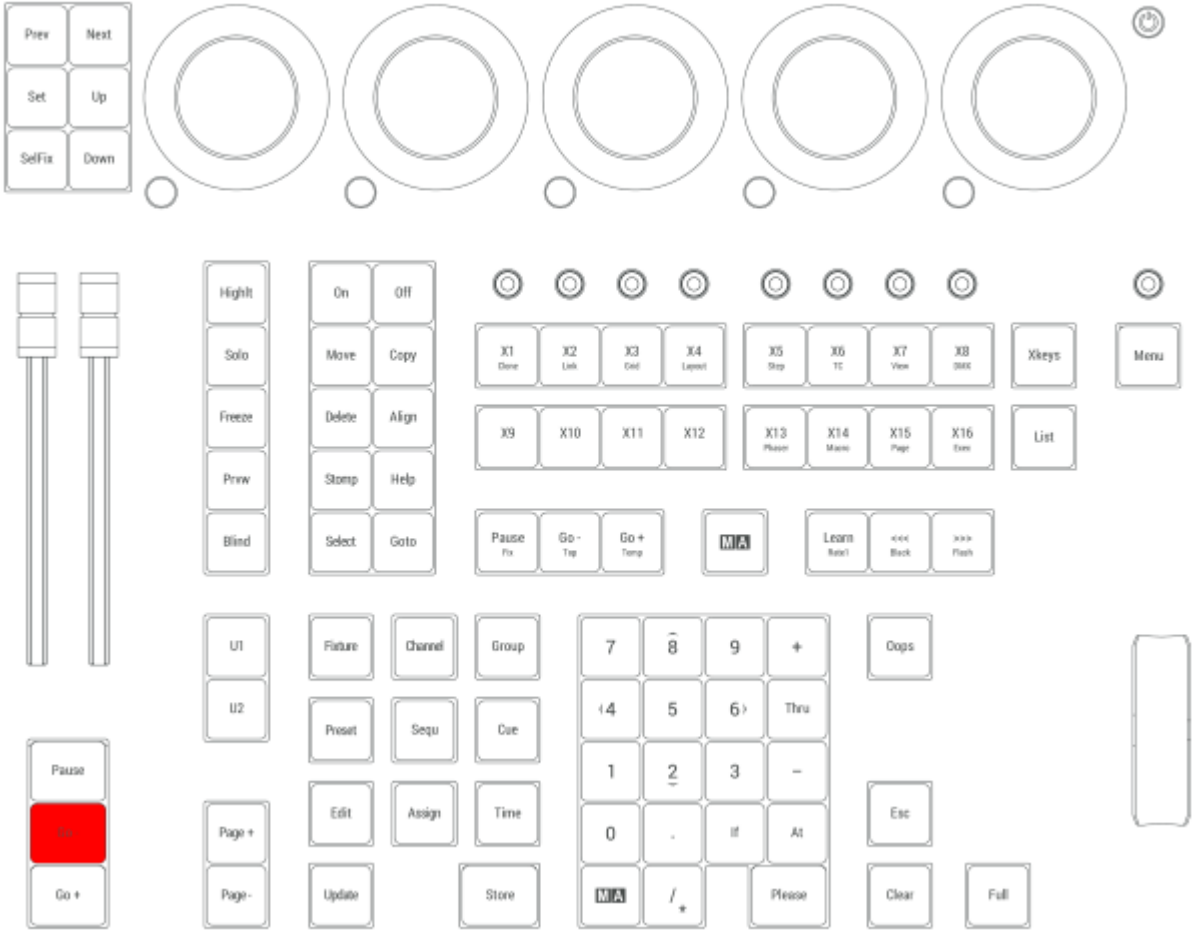 Prev Next
Set Up
SelFix Down
Highlt On Off
Solo Move Copy X1 X2 X3 X4 X5 X6 X7 X8 Xkeys Menu
Clone Link Grid Layout Step TC View DMX
Freeze Delete Align X9 X10 X11 X12 X13 X14 X15 X16 List
Phaser Macro Page Exec
Prvw Stomp Help
Blind Select Goto Pause Go - Go + MA Learn <<< >>>
Fix Top Temp Rate1 Black Flash
U1 Fixture Channel Group 7 8 9 + Oops
U2 Preset Sequ Cue 4 5 6 Thru
Pause 1 2 3 -
Page + Edit Assign Time 0 . If At Esc
Go + Page- Update Store MA / * Please Clear Full